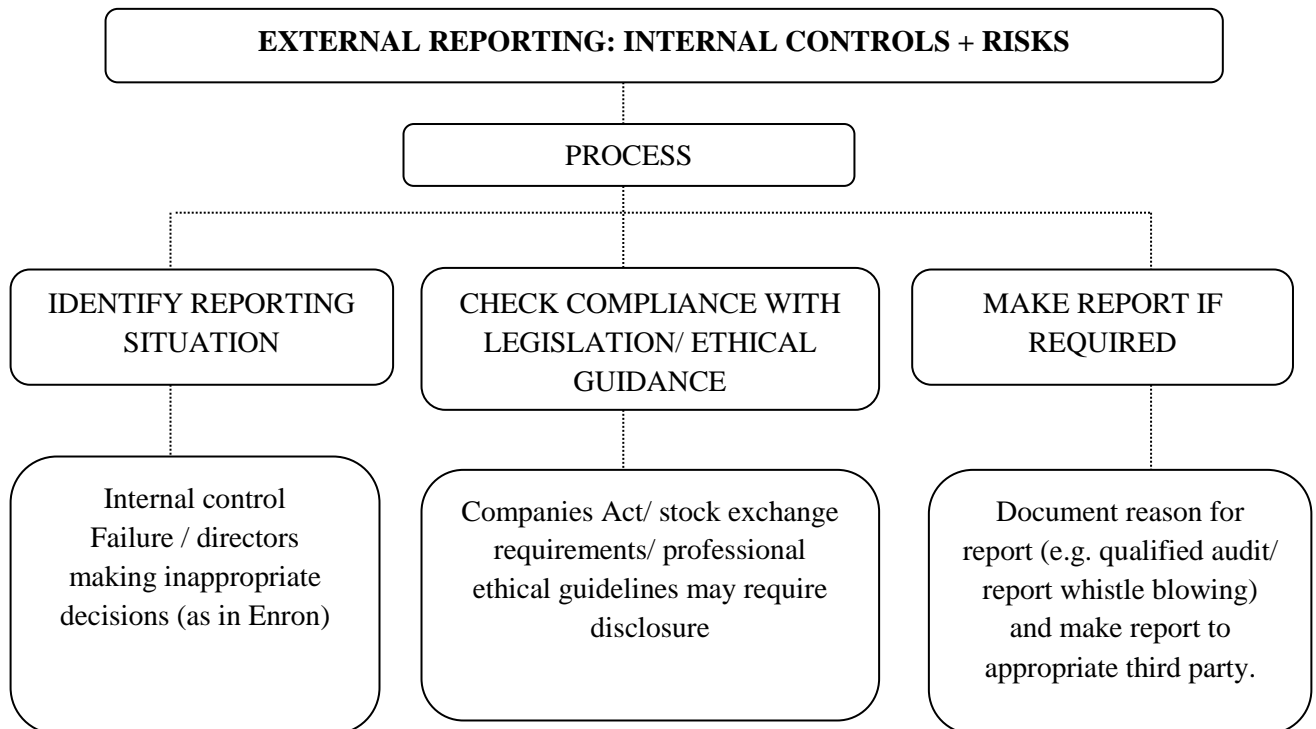 EXTERNAL REPORTING: INTERNAL CONTROLS + RISKS
PROCESS
IDENTIFY REPORTING
SITUATION
CHECK COMPLIANCE WITH
LEGISLATION/ ETHICAL
GUIDANCE
MAKE REPORT IF
REQUIRED
Internal control
Failure / directors
making inappropriate
decisions (as in Enron)
Companies Act/ stock exchange
requirements/ professional
ethical guidelines may require
disclosure
Document reason for
report (e.g. qualified audit/
report whistle blowing)
and make report to
appropriate third party.